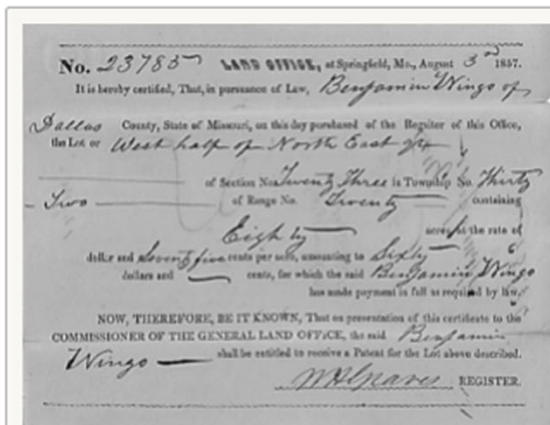 No. 23785 LAND OFFICE, at Springfield, Mo., August 3rd 1857.
It is hereby certified, That, in pursuance of Law, Benjamin Wingo of
Dallas County, State of Missouri, on this day purchased of the Register of this Office,
the Lot or West half of North East qr
of Section No. Twenty Three in Township No. Thirty
Two of Range No. Twenty containing
Eighty acres at the rate of
dollar and Seventy five cents per acre, amounting to Sixty
dollars and cents, for which the said Benjamin Wingo
has made payment in full as required by law.
NOW, THEREFORE, BE IT KNOWN, That on presentation of this certificate to the
COMMISSIONER OF THE GENERAL LAND OFFICE, the said Benjamin
Wingo shall be entitled to receive a Patent for the Lot above described.
REGISTER.